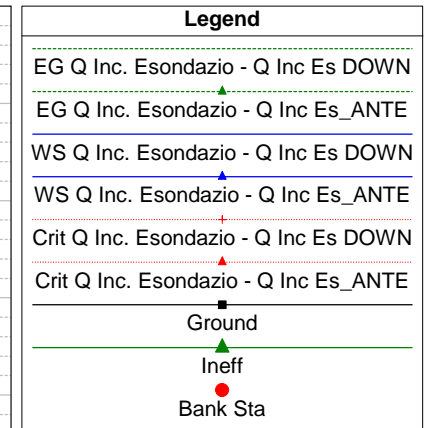 Legend
EG Q Inc. Esondazio - Q Inc Es DOWN
EG Q Inc. Esondazio - Q Inc Es_ANTE
WS Q Inc. Esondazio - Q Inc Es DOWN
WS Q Inc. Esondazio - Q Inc Es_ANTE
Crit Q Inc. Esondazio - Q Inc Es DOWN
Crit Q Inc. Esondazio - Q Inc Es_ANTE
Ground
Ineff
Bank Sta